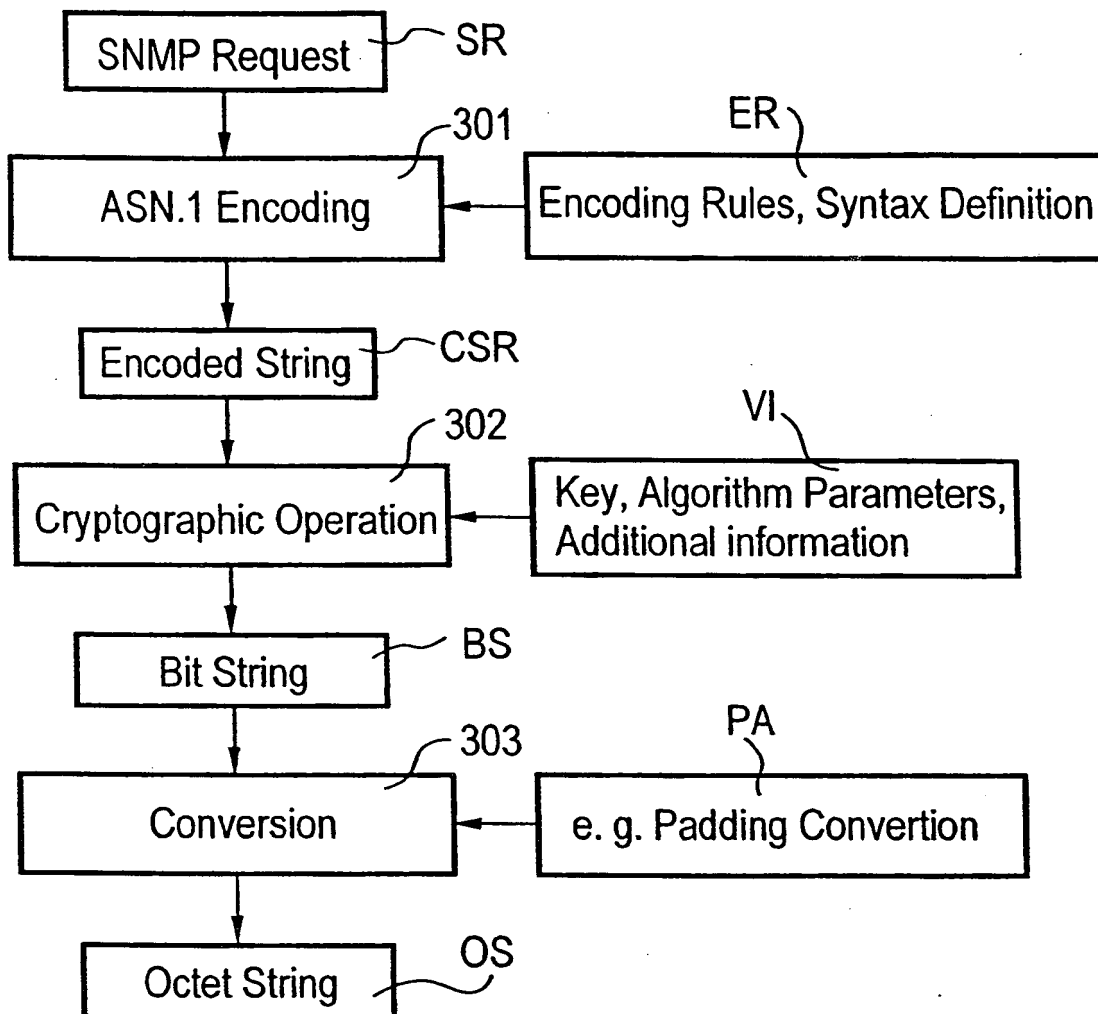 SNMP Request
SR
301
ER
ASN.1 Encoding
Encoding Rules, Syntax Definition
Encoded String
CSR
302
VI
Cryptographic Operation
Key, Algorithm Parameters,
Additional information
Bit String
BS
303
PA
Conversion
e. g. Padding Convertion
Octet String
OS